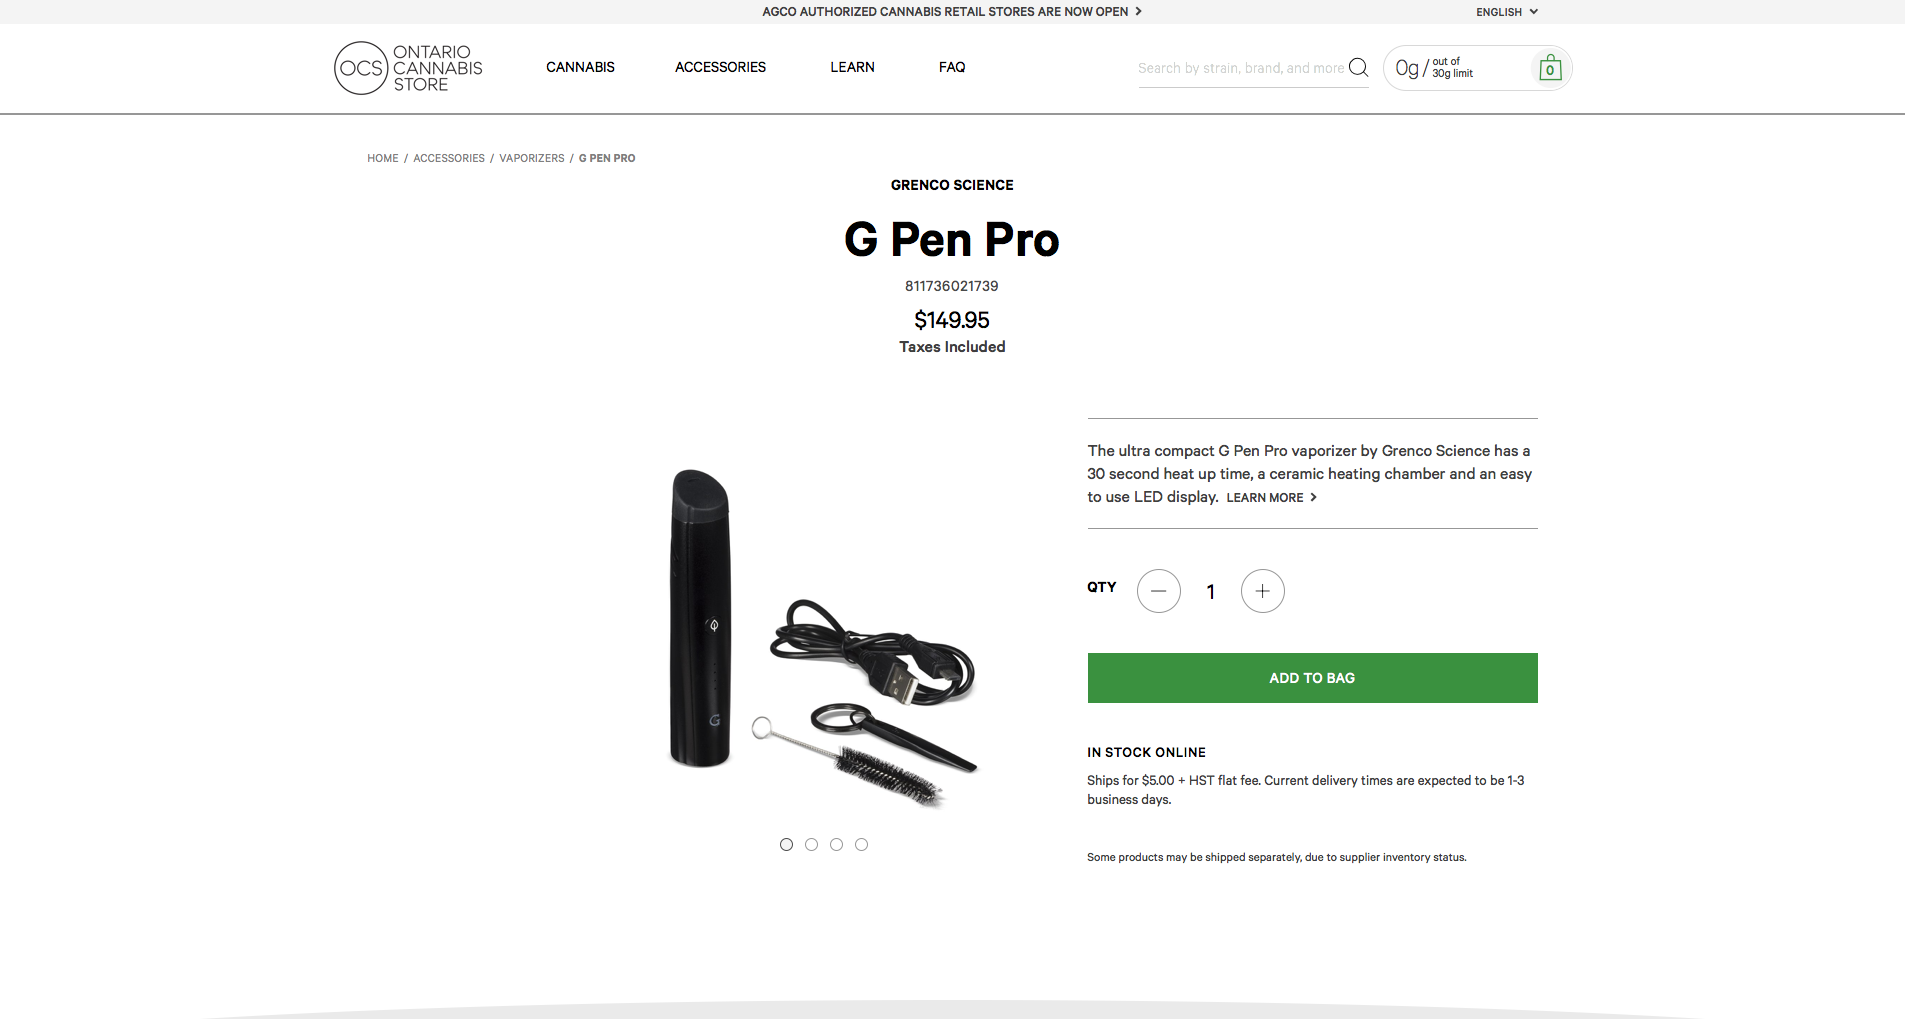 AGCO AUTHORIZED CANNABIS RETAIL STORES ARE NOW OPEN
ENGLISH
OCS ONTARIO
CANNABIS
STORE
CANNABIS
ACCESSORIES
LEARN
FAQ
Search by strain, brand, and more
0g / out of
30g limit
0
HOME / ACCESSORIES / VAPORIZERS / G PEN PRO
GRENCO SCIENCE
G Pen Pro
811736021739
$149.95
Taxes Included
The ultra compact G Pen Pro vaporizer by Grenco Science has a
30 second heat up time, a ceramic heating chamber and an easy
to use LED display. LEARN MORE
QTY
1
G
ADD TO BAG
IN STOCK ONLINE
Ships for $5.00 + HST flat fee. Current delivery times are expected to be 1-3
business days.
Some products may be shipped separately, due to supplier inventory status.